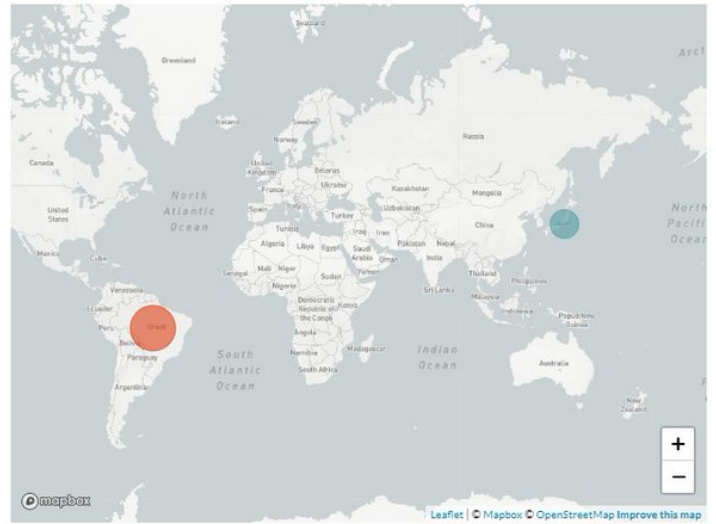 Svalbard
Greenland
Arct
Iceland
Sweden
Norway
Russia
Canada
United
Kingdom
Belarus
Ukraine
France
Kazakhstan
Mongolia
North
Atlantic
Ocean
Spain
Italy
Turkey
Uzbekistan
United
States
China
North
Pacifi
Ocean
Tunisia
Iraq
Iran
Pakistan
Nepal
Algeria
Libya
Egypt
Saudi
Arabia
Oman
India
Mexico
Cuba
Mali
Niger
Sudan
Yemen
Thailand
Philippines
Senegal
Nigeria
Sri Lanka
Venezuela
Malaysia
Ecuador
Democratic
Republic of
the Congo
Kenya
Indonesia
Papua New
Guinea
Peru
Brazil
Angola
Bolivia
Paraguay
South
Atlantic
Ocean
Namibia
Madagascar
Indian
Ocean
Australia
South Africa
Argentina
New
Zealand
+
−
mapbox
Leaflet | © Mapbox © OpenStreetMap Improve this map